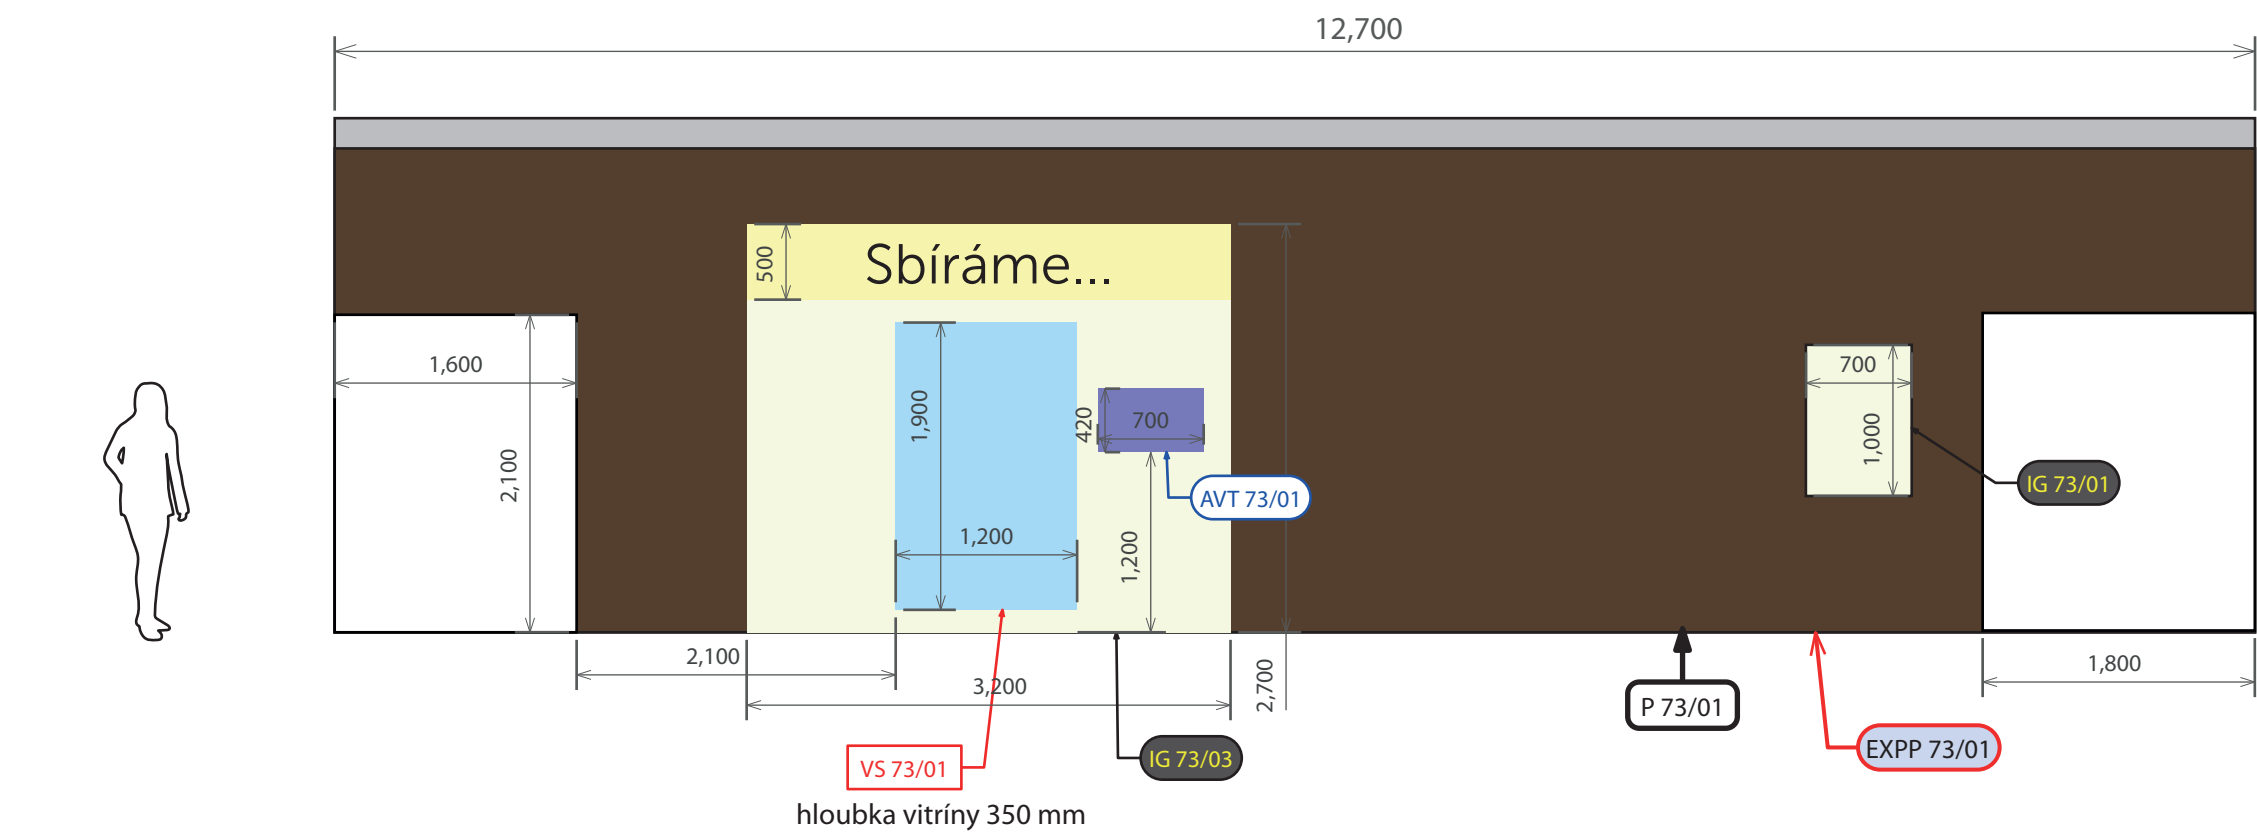 12,700
500
Sbíráme...
1,600
2,100
1,900
420
700
1,200
1,200
AVT 73/01
700
1,000
IG 73/01
2,100
3,200
2,700
1,800
P 73/01
EXPP 73/01
VS 73/01
IG 73/03
hloubka vitríny 350 mm